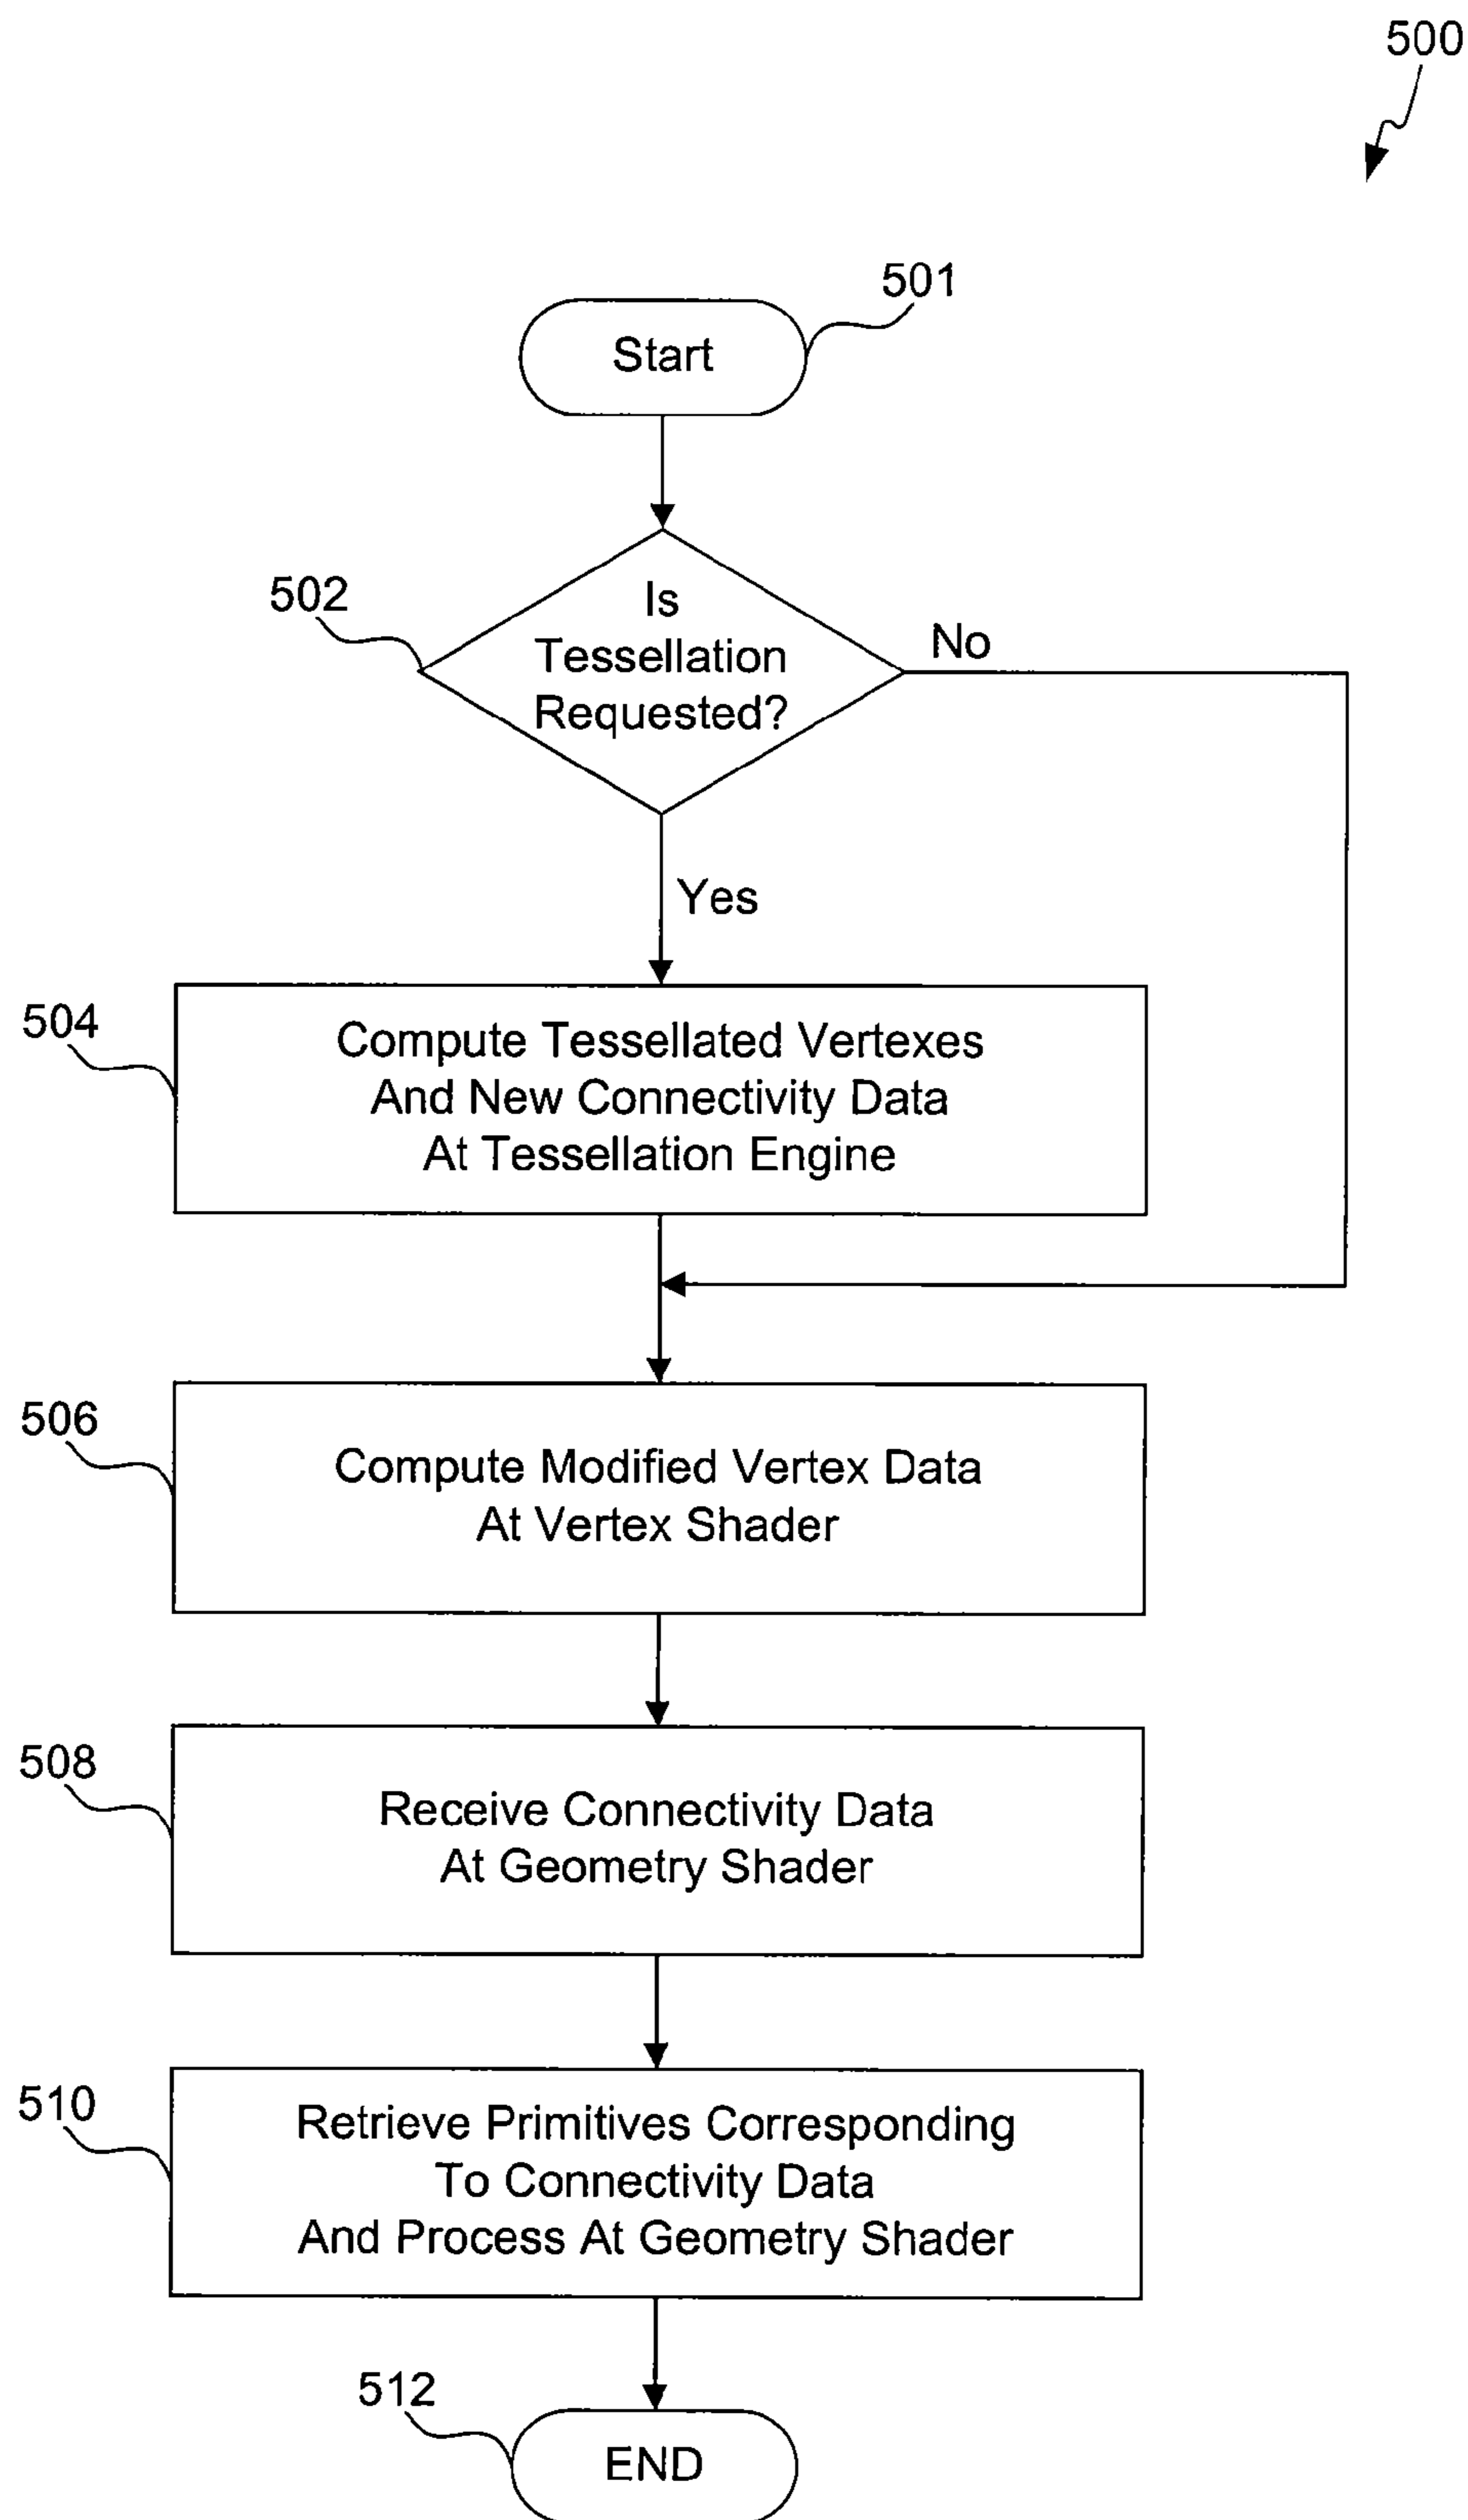 500
501
Start
502
Is
Tessellation
Requested?
No
Yes
504
Compute Tessellated Vertexes
And New Connectivity Data
At Tessellation Engine
506
Compute Modified Vertex Data
At Vertex Shader
508
Receive Connectivity Data
At Geometry Shader
510
Retrieve Primitives Corresponding
To Connectivity Data
And Process At Geometry Shader
512
END